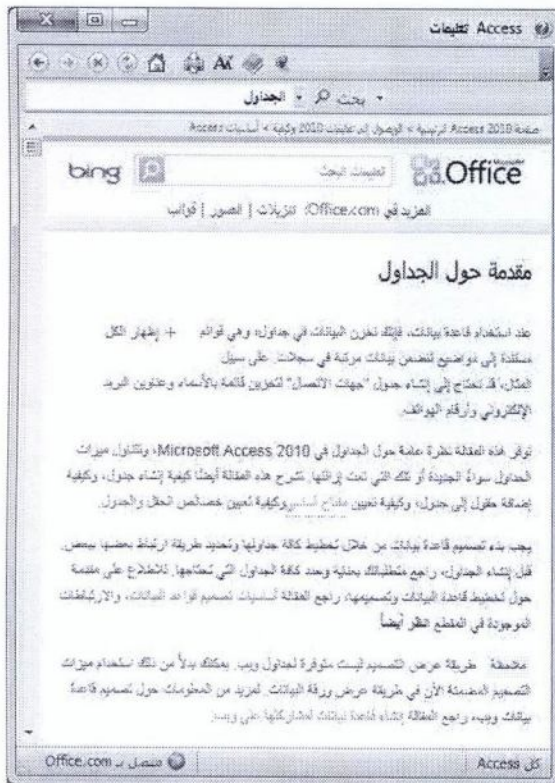 تعليمات Access
بحث الجداول
صفحة Access 2010 الرئيسية > الوصول إلى تعليمات 2010 وكيفية > أساسيات Access
Office
تعليمات البحث
bing
المزيد في Office.com: تنزيلات | الصور | قوالب
مقدمة حول الجداول
إظهار الكل
عند استخدام قاعدة بيانات، فإنك تخزن البيانات في جداول، وهي قوائم
مستندة إلى مواضيع تتضمن بيانات مرتبة في سجلات. على سبيل
المثال، قد تحتاج إلى إنشاء جدول "جهات الاتصال" لتخزين قائمة بالأسماء وعناوين البريد
الإلكتروني وأرقام الهواتف.
توفر هذه المقالة نظرة عامة حول الجداول في Microsoft Access 2010، وتتناول ميزات
الجداول سواءً الجديدة أو تلك التي تمت إزالتها. تشرح هذه المقالة أيضًا كيفية إنشاء جدول، وكيفية
إضافة حقول إلى جدول، وكيفية تعيين مفتاح أساسي وكيفية تعيين خصائص الحقل والجدول.
يجب بدء تصميم قاعدة بيانات من خلال تخطيط كافة جداولها وتحديد طريقة ارتباط بعضها ببعض.
قبل إنشاء الجداول، راجع متطلباتك بعناية وحدد كافة الجداول التي تحتاجها. للاطلاع على مقدمة
حول تخطيط قاعدة البيانات وتصميمها، راجع المقالة أساسيات تصميم قواعد البيانات، والارتباطات
الموجودة في المقطع انظر أيضاً
ملاحظة طريقة عرض التصميم ليست متوفرة لجداول ويب. يمكنك بدلاً من ذلك استخدام ميزات
التصميم المضمنة الآن في طريقة عرض ورقة البيانات. لمزيد من المعلومات حول تصميم قاعدة
بيانات ويب، راجع المقالة إنشاء قاعدة بيانات لمشاركتها على ويب.
كل Access
متصل بـ Office.com